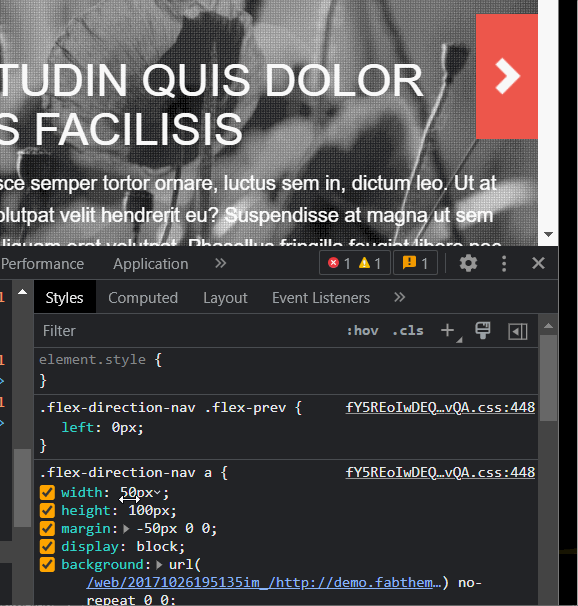 TUDIN QUIS DOLOR
S FACILISIS
sce semper tortor ornare, luctus sem in, dictum leo. Ut at
olutpat velit hendrerit eu? Suspendisse at magna ut sem
Performance Application » 1 1 1
Styles Computed Layout Event Listeners »
Filter :hov .cls +
element.style {
}
.flex-direction-nav .flex-prev { fY5REoIwDEQ…vQA.css:448
left: 0px;
}
.flex-direction-nav a { fY5REoIwDEQ…vQA.css:448
width: 50px;
height: 100px;
margin: -50px 0 0;
display: block;
background: url(
/web/20171026195135im_/http://demo.fabthem…) no-
repeat 0 0;